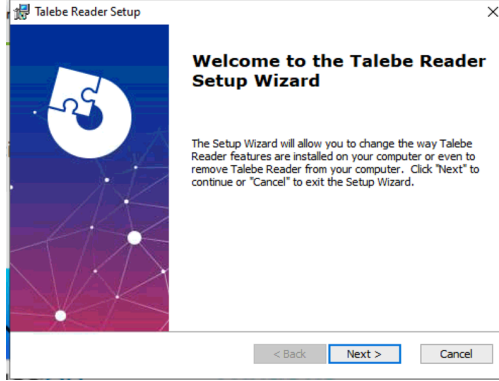 Talebe Reader Setup
Welcome to the Talebe Reader
Setup Wizard
The Setup Wizard will allow you to change the way Talebe
Reader features are installed on your computer or even to
remove Talebe Reader from your computer. Click "Next" to
continue or "Cancel" to exit the Setup Wizard.
< Back
Next >
Cancel